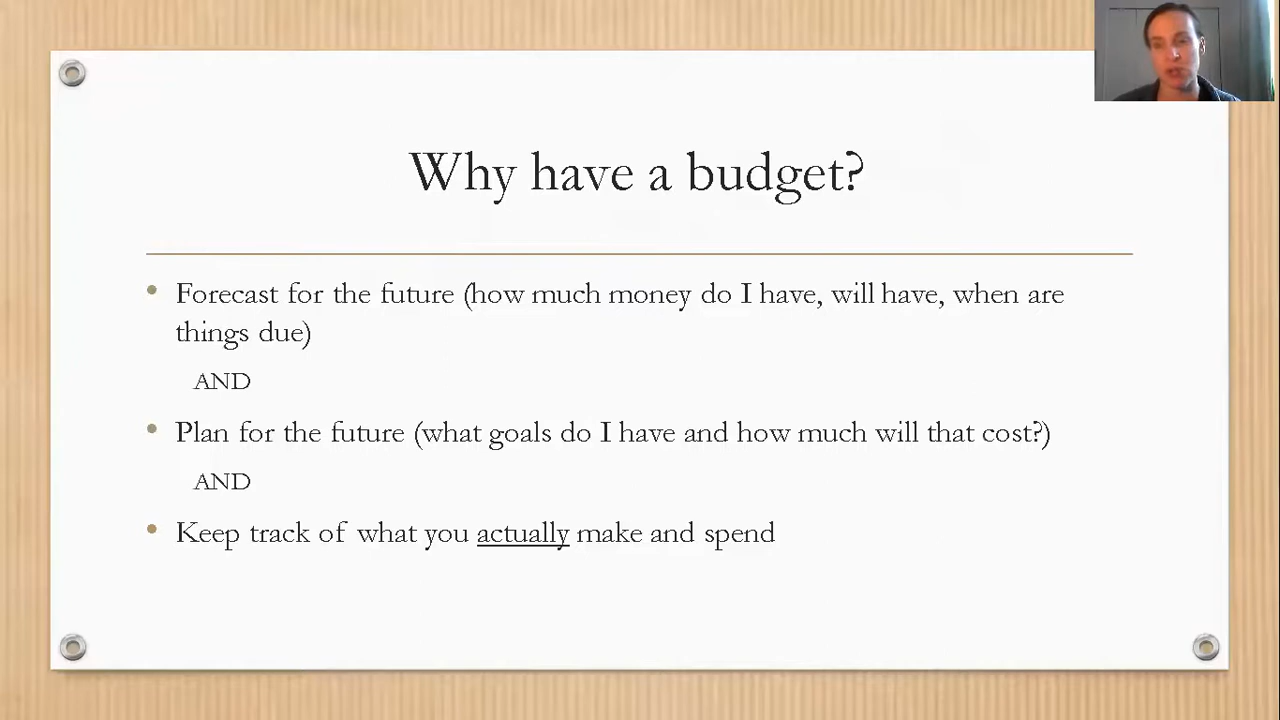 Why have a budget?
• Forecast for the future (how much money do I have, will have, when are
things due)
AND
• Plan for the future (what goals do I have and how much will that cost?)
AND
• Keep track of what you actually make and spend